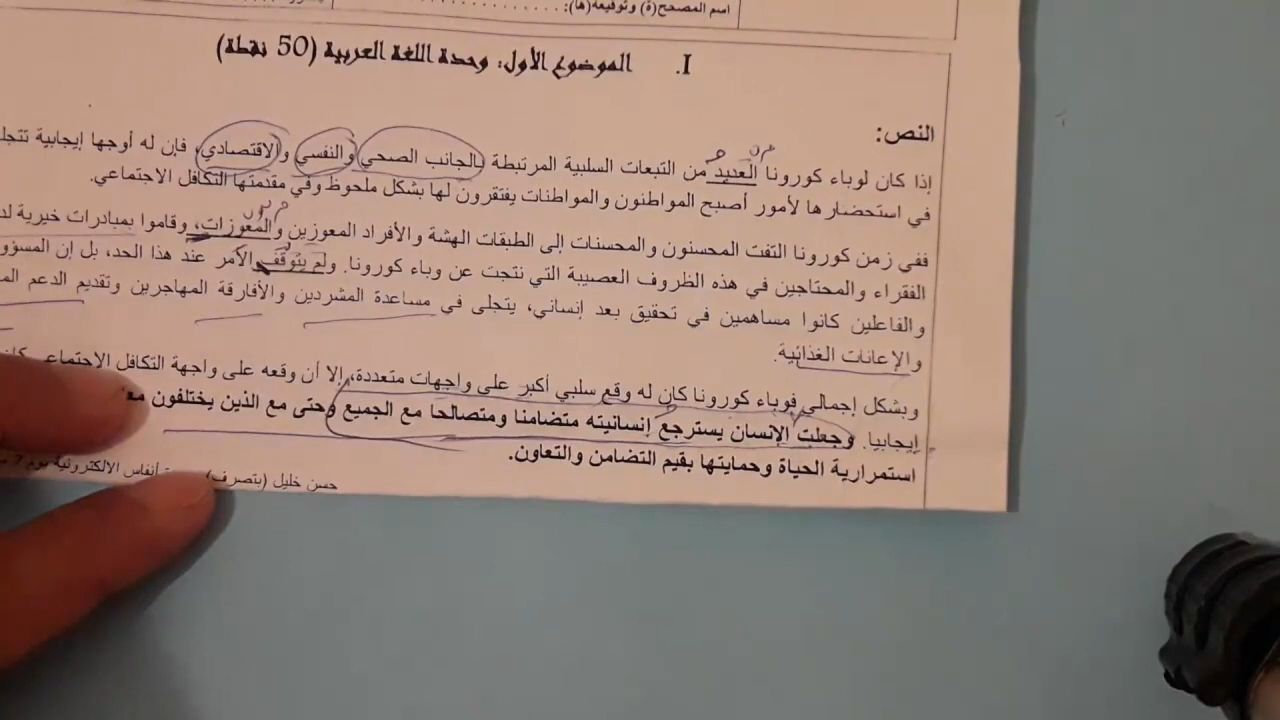 اسم المصحح(ة) وتوقيعه(ها):
I. الموضوع الأول: وحدة اللغة العربية (50 نقطة)
النص:
إذا كان لوباء كورونا العديد من التبعات السلبية المرتبطة بالجانب الصحي والنفسي والاقتصادي، فإن له أوجها إيجابية
في استحضارها لأمور أصبح المواطنون والمواطنات يفتقرون لها بشكل ملحوظ وفي مقدمتها التكافل الاجتماعي.
ففي زمن كورونا التفت المحسنون والمحسنات إلى الطبقات الهشة والأفراد المعوزين والمعوزات، وقاموا بمبادرات خيرية
الفقراء والمحتاجين في هذه الظروف العصيبة التي نتجت عن وباء كورونا. ولم يتوقف الأمر عند هذا الحد، بل إن
والفاعلين كانوا مساهمين في تحقيق بعد إنساني، يتجلى في مساعدة المشردين والأفارقة المهاجرين وتقديم الدعم
والإعانات الغذائية.
وبشكل إجمالي فوباء كورونا كان له وقع سلبي أكبر على واجهات متعددة، إلا أن وقعه على واجهة التكافل الاجتماعي
إيجابيا. وجعلت الإنسان يسترجع إنسانيته متضامنا ومتصالحا مع الجميع وحتى مع الذين يختلفون
استمرارية الحياة وحمايتها بقيم التضامن والتعاون.
حسن خليل (بتصرف) أنفاس الالكترونية يوم 7